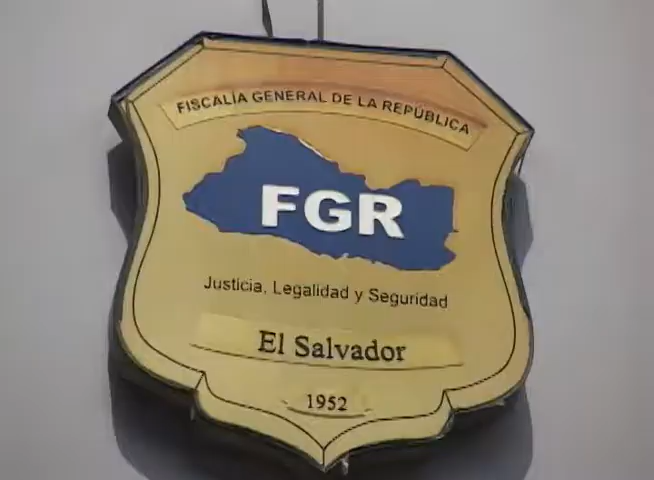 FISCALÍA GENERAL DE LA REPÚBLICA
FGR
Justicia, Legalidad y Seguridad
El Salvador
1952